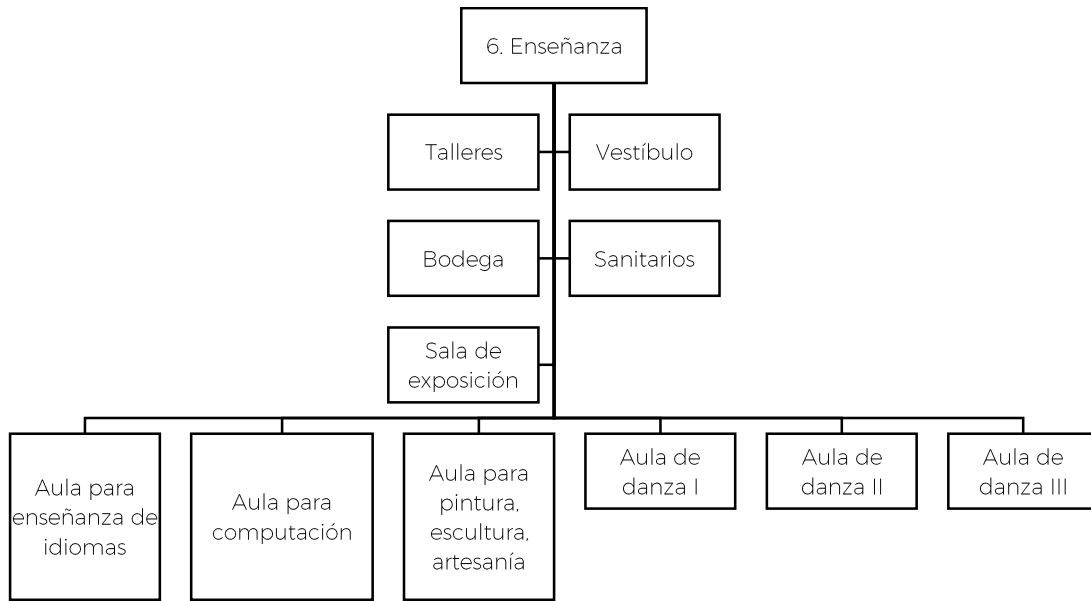 6. Enseñanza
Talleres
Vestíbulo
Bodega
Sanitarios
Sala de
exposición
Aula para
enseñanza de
idiomas
Aula para
computación
Aula para
pintura,
escultura,
artesanía
Aula de
danza I
Aula de
danza II
Aula de
danza III